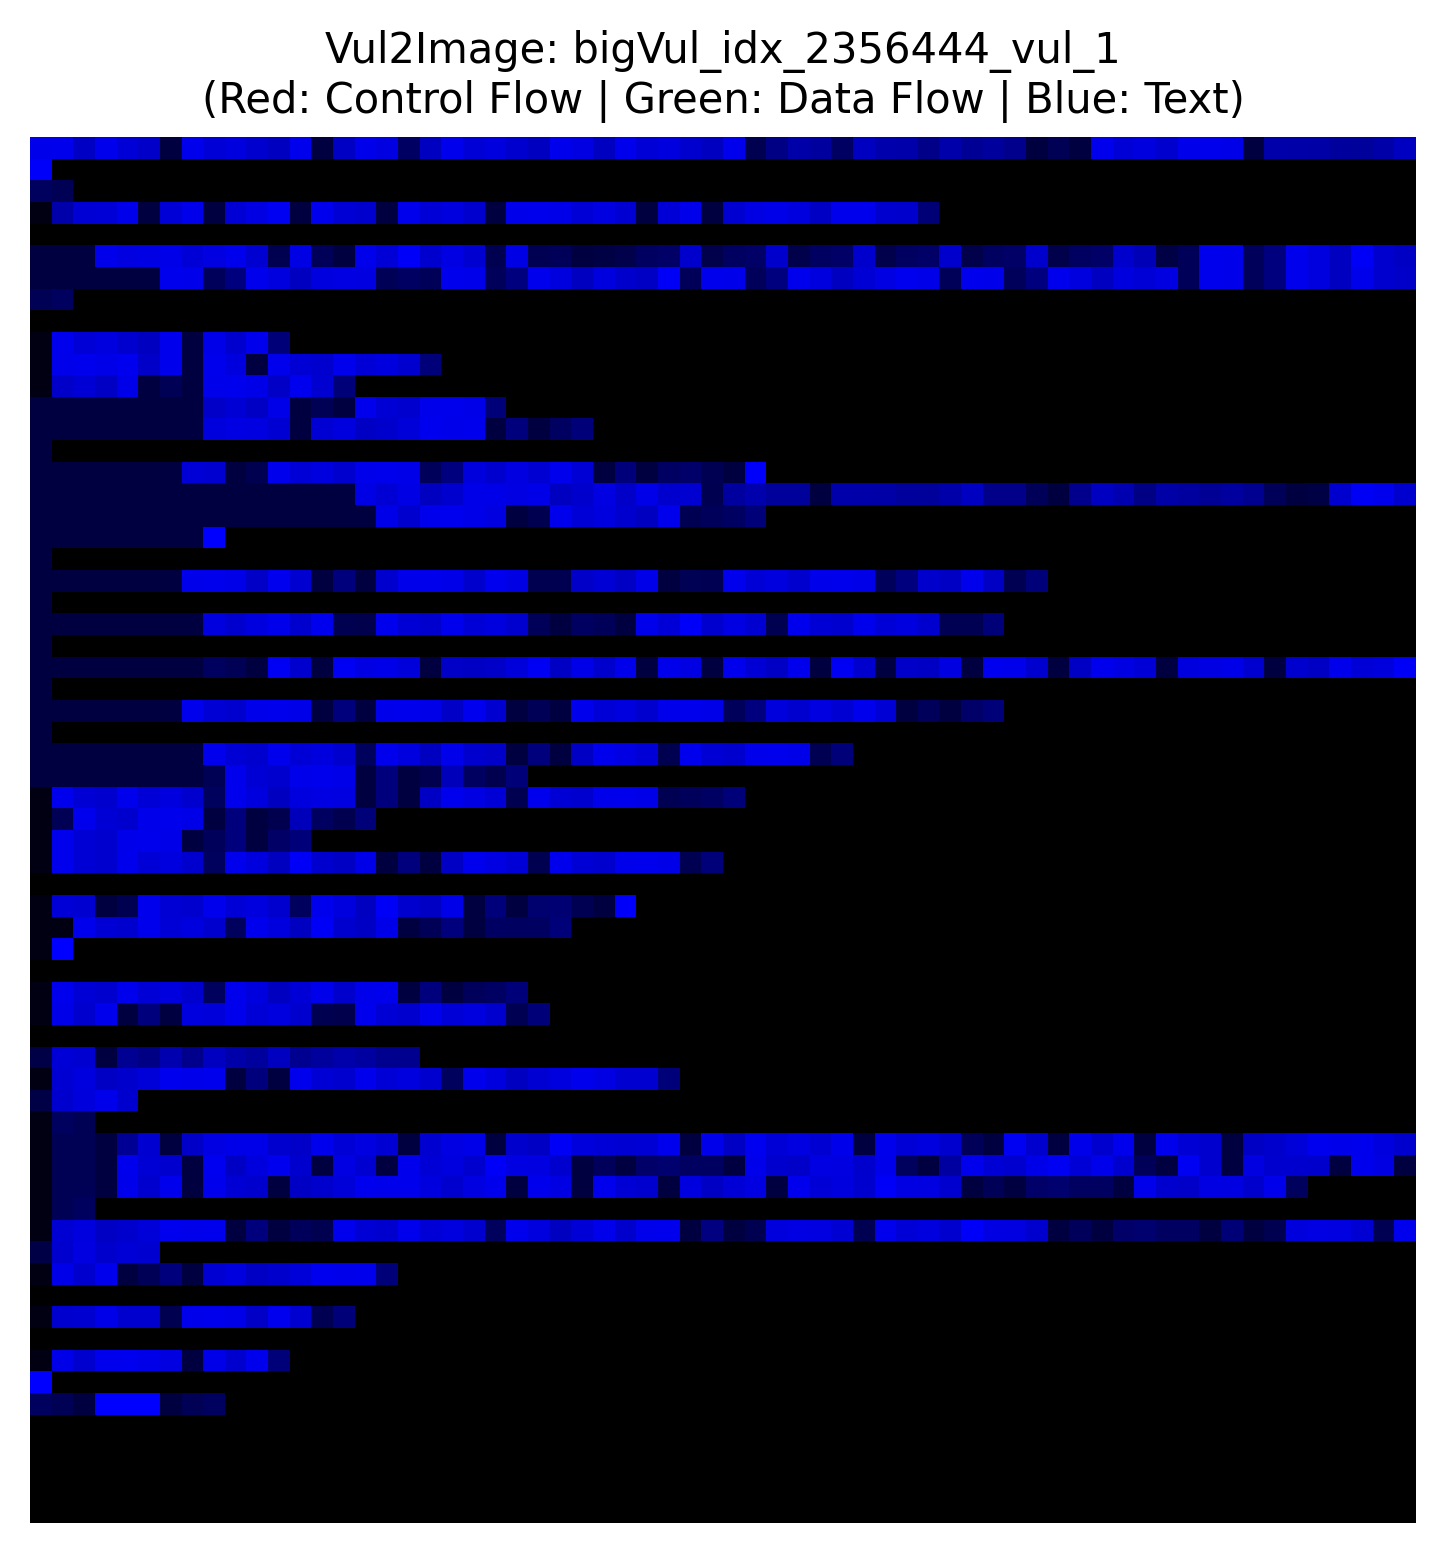 Vul2Image: bigVul_idx_2356444_vul_1
(Red: Control Flow | Green: Data Flow | Blue: Text)